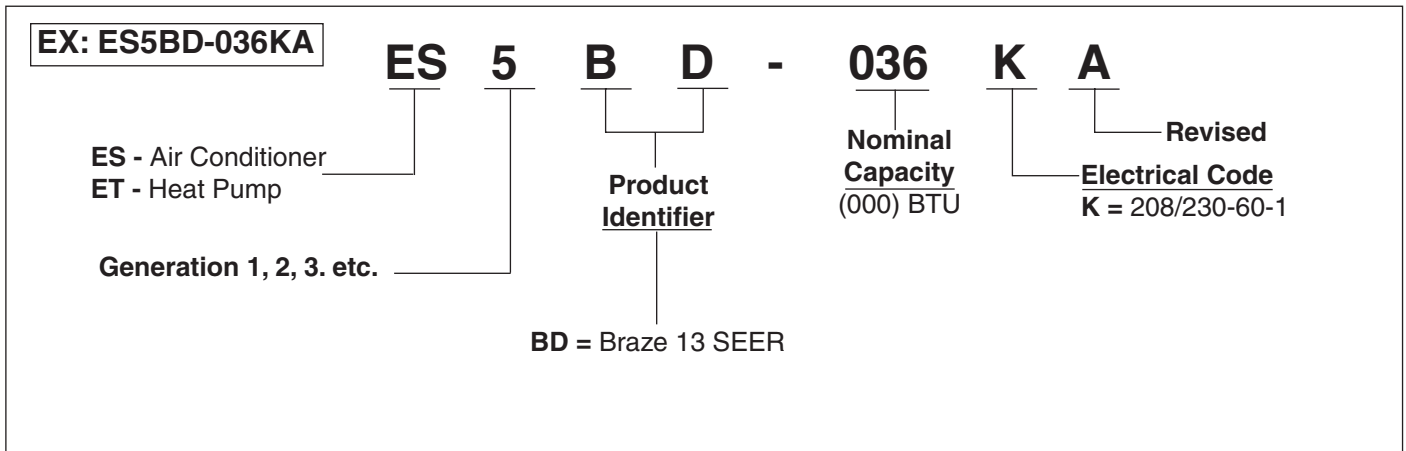 EX: ES5BD-036KA
ES 5 B D - 036 K A
ES - Air Conditioner
ET - Heat Pump
Generation 1, 2, 3. etc.
Product
Identifier
BD = Braze 13 SEER
Nominal
Capacity
(000) BTU
Revised
Electrical Code
K = 208/230-60-1